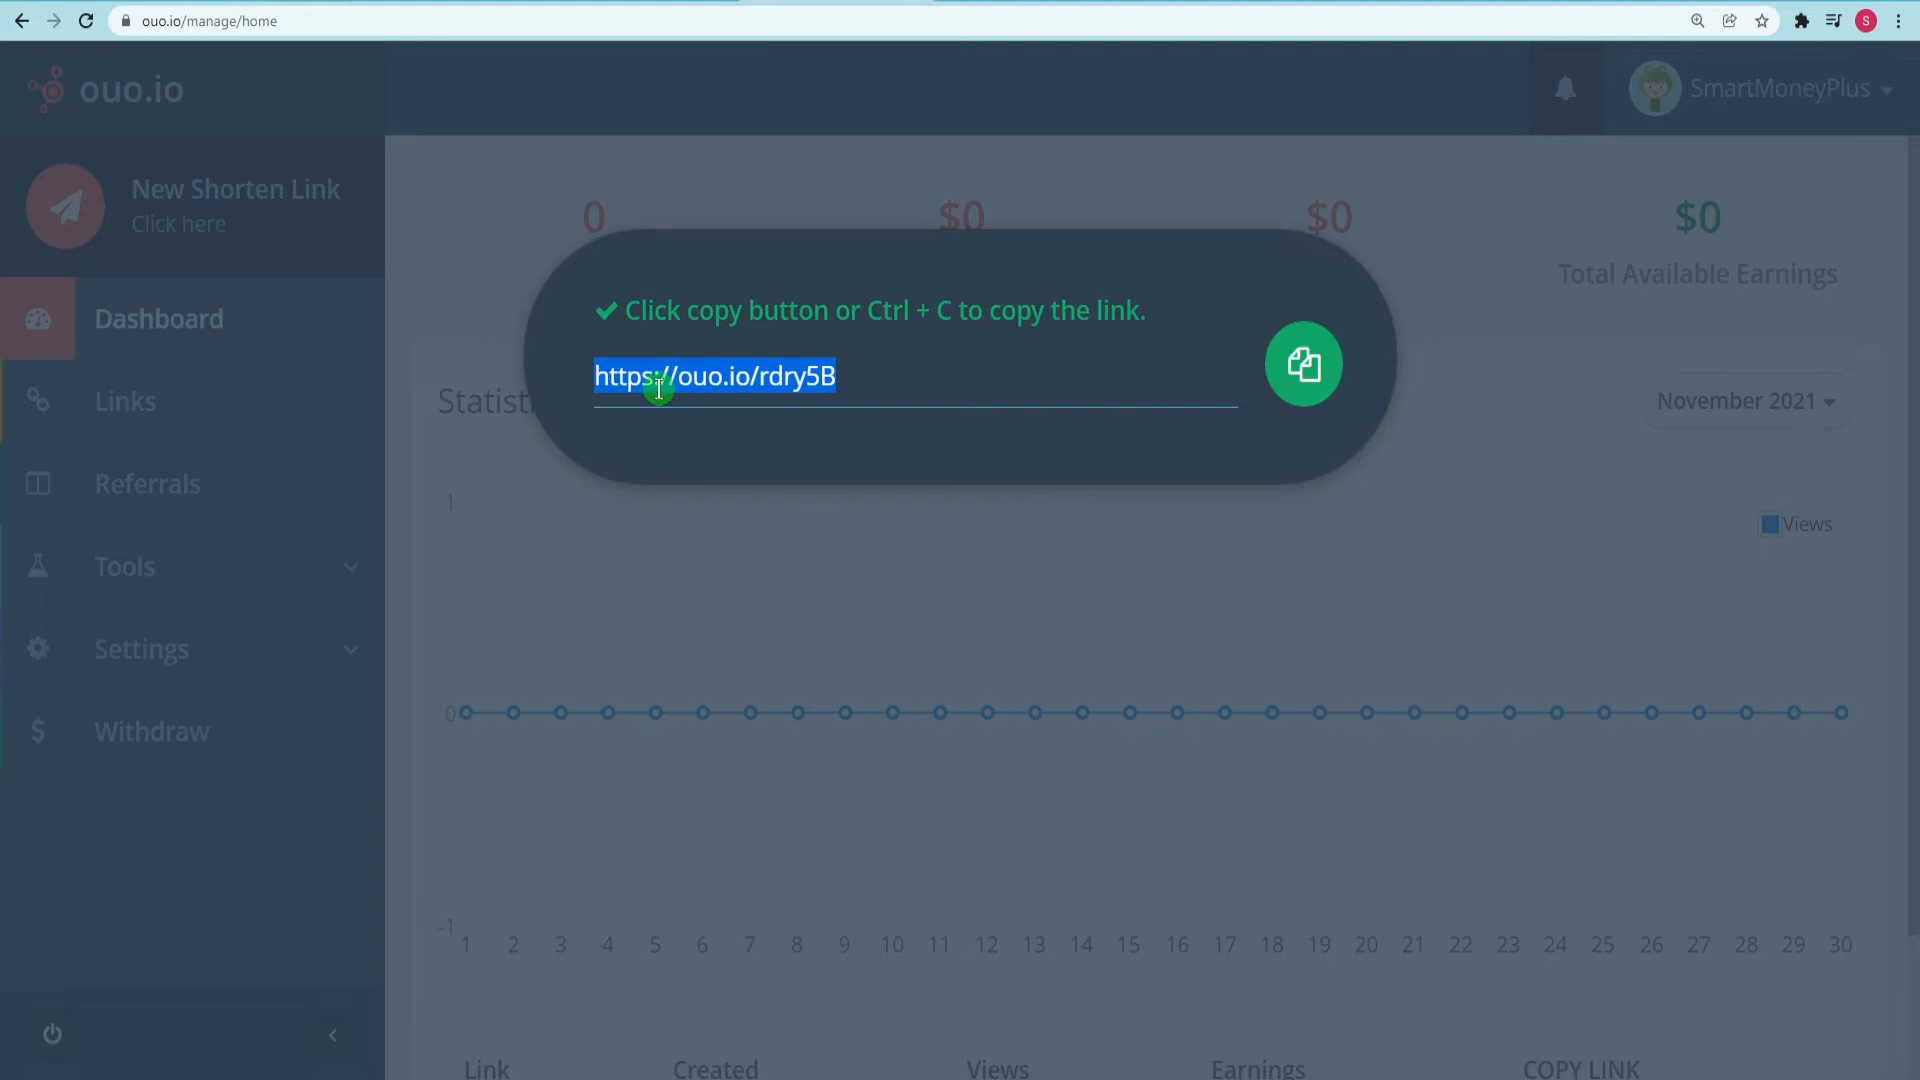 ouo.io/manage/home
S
ouo.io
SmartMoneyPlus
New Shorten Link
Click here
0
$0
$0
$0
Total Available Earnings
✔ Click copy button or Ctrl + C to copy the link.
https://ouo.io/rdry5B
Dashboard
Links
Referrals
Tools
Settings
Withdraw
November 2021
1
Views
0
-1
1 2 3 4 5 6 7 8 9 10 11 12 13 14 15 16 17 18 19 20 21 22 23 24 25 26 27 28 29 30
Link Created Views Earnings COPY LINK